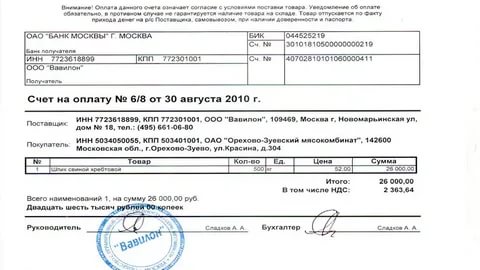 Внимание! Оплата данного счета означает согласие с условиями поставки товара. Уведомление об оплате
обязательно, в противном случае не гарантируется наличие товара на складе. Товар отпускается по факту
прихода денег на р/с Поставщика, самовывозом, при наличии доверенности и паспорта.
ОАО "БАНК МОСКВЫ" Г. МОСКВА БИК 044525219
Сч. № 30101810500000000219
Банк получателя
ИНН 7723618899 КПП 772301001 Сч. № 40702810101060000411
ООО "Вавилон"
Получатель
Счет на оплату № 6/8 от 30 августа 2010 г.
Поставщик: ИНН 7723618899, КПП 772301001, ООО "Вавилон", 109469, Москва г, Новомарьинская ул,
дом № 18, тел.: (495) 661-06-80
Покупатель: ИНН 5034050055, КПП 503401001, ОАО "Орехово-Зуевский мясокомбинат", 142600
Московская обл., г.Орехово-Зуево, ул.Красина, д.304
№ Товар Кол-во Ед. Цена Сумма
1 Шпик свиной хребтовой 500 кг 52,00 26 000,00
Итого: 26 000,00
В том числе НДС: 2 363,64
Всего наименований 1, на сумму 26 000,00 руб.
Двадцать шесть тысяч рублей 00 копеек
Руководитель Сладков А. А. Бухгалтер Сладков А. А.
"Вавилон"